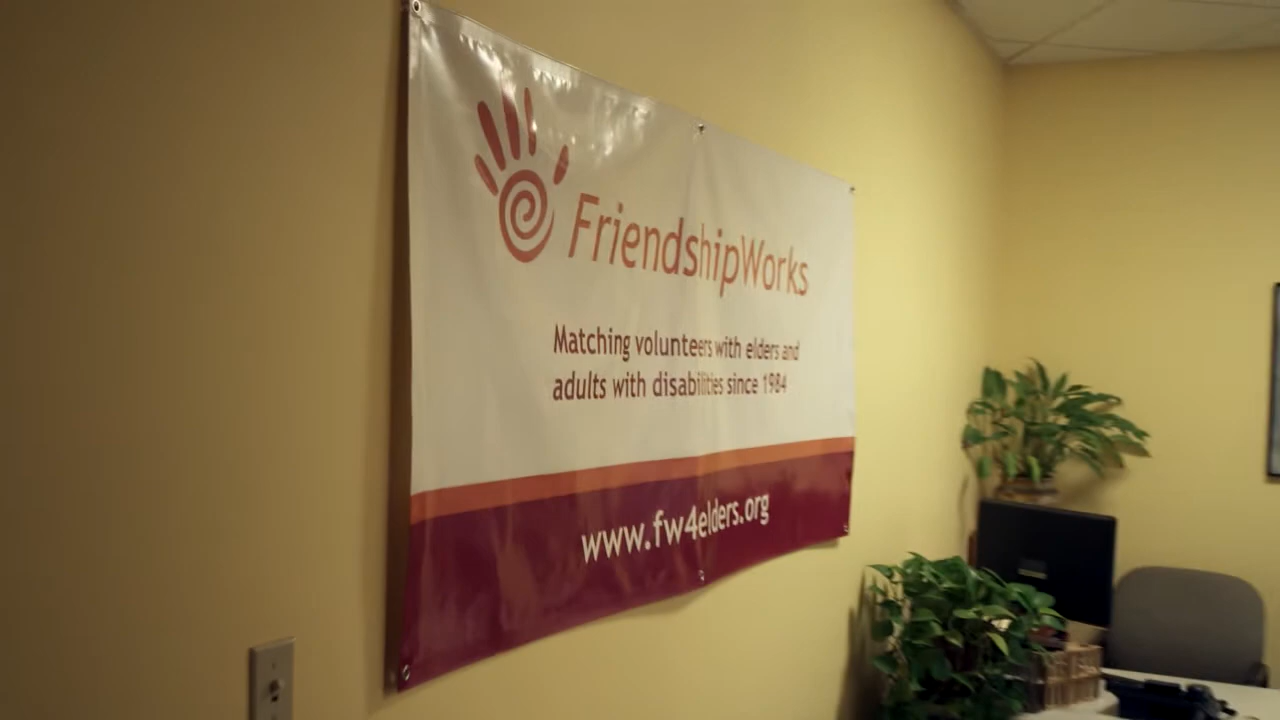 FriendshipWorks
Matching volunteers with elders and
adults with disabilities since 1984
www.fw4elders.org